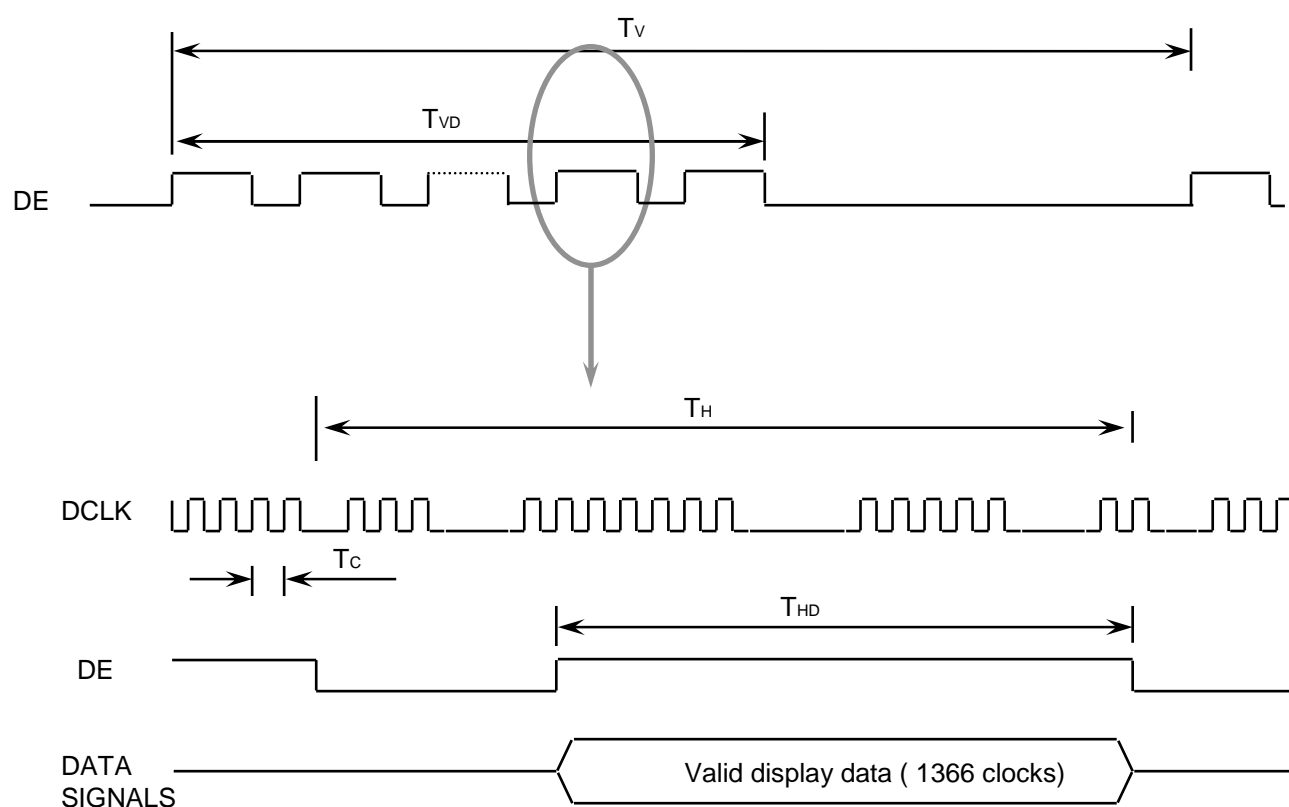 TV
TVD
DE
TH
DCLK
TC
THD
DE
DATA
SIGNALS
Valid display data ( 1366 clocks)